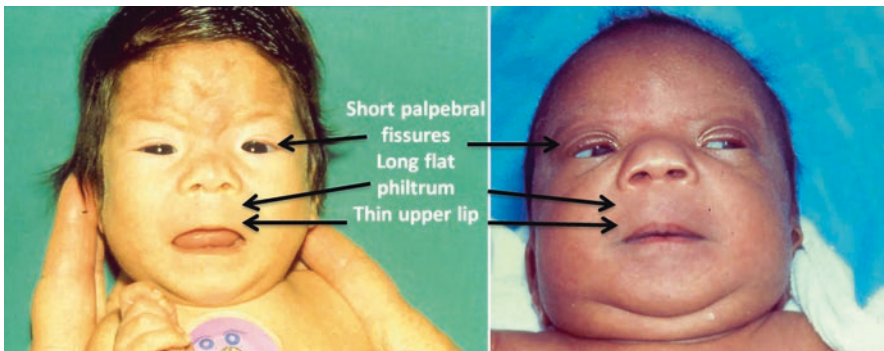 Short palpebral
fissures
Long flat
philtrum
Thin upper lip